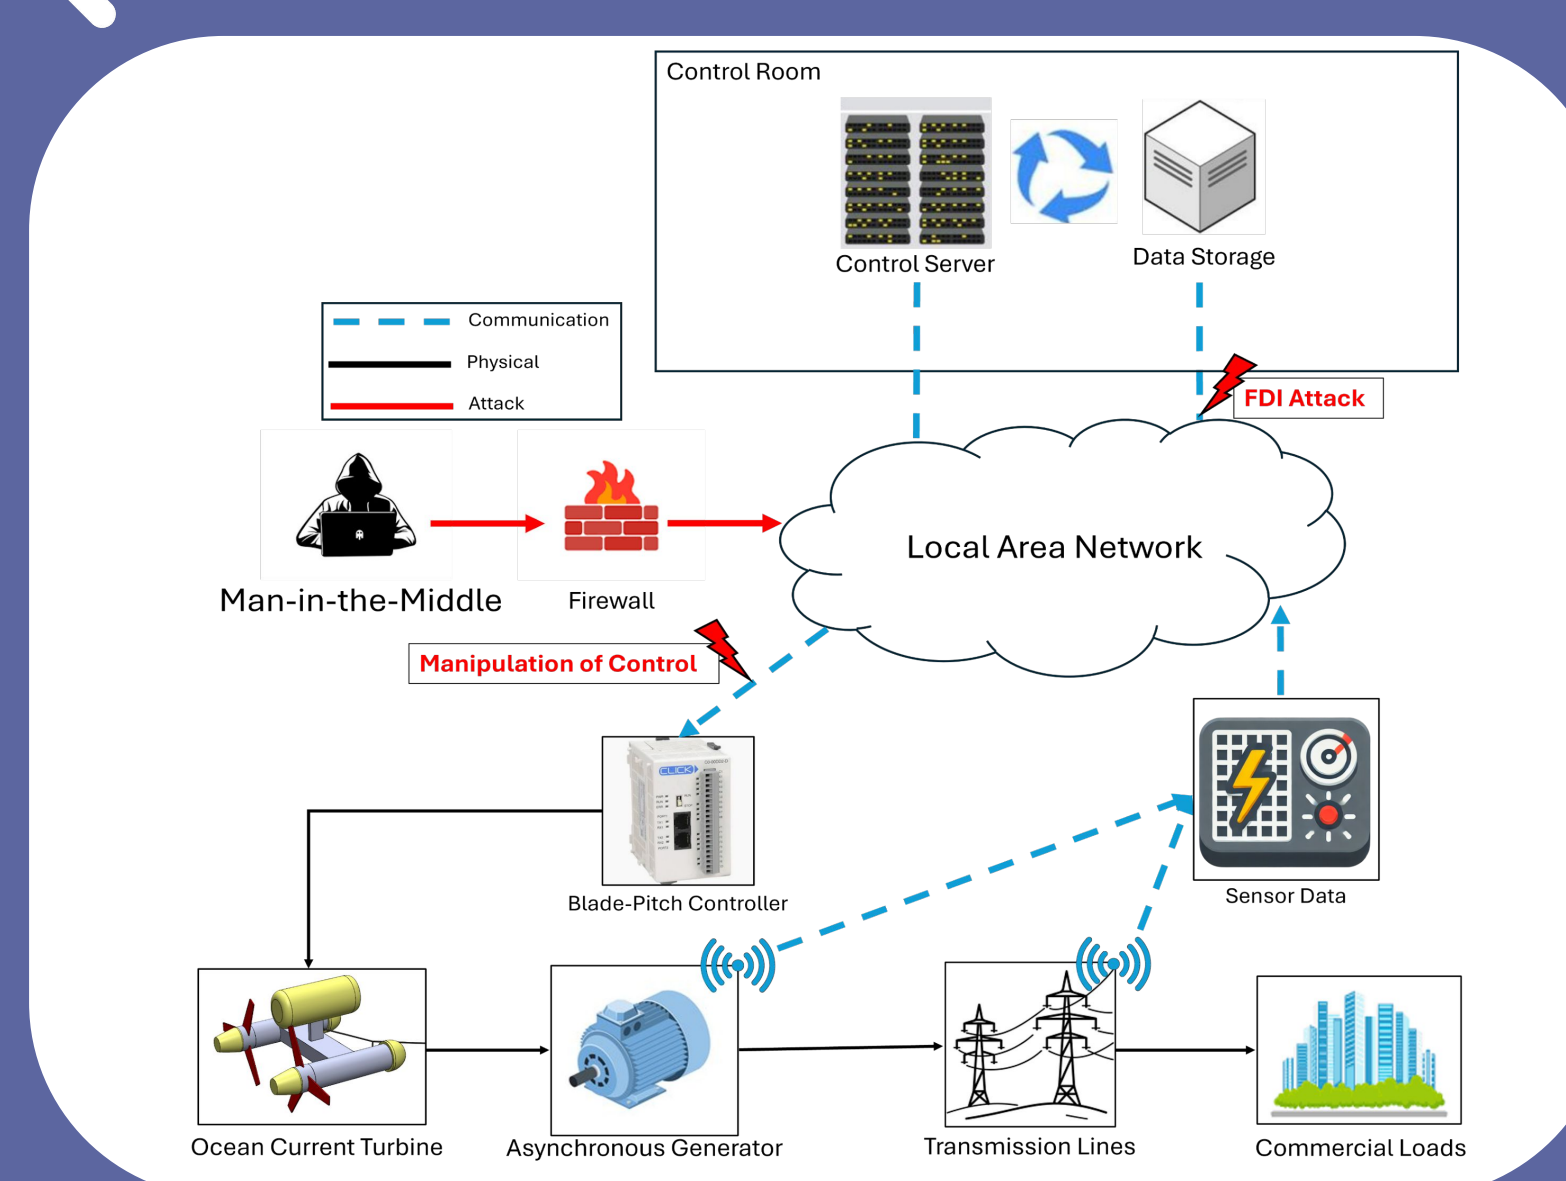 Control Room
Control Server
Data Storage
Communication
Physical
Attack
FDI Attack
Local Area Network
Man-in-the-Middle
Firewall
Manipulation of Control
CLICK
Blade-Pitch Controller
Sensor Data
Ocean Current Turbine
Asynchronous Generator
Transmission Lines
Commercial Loads